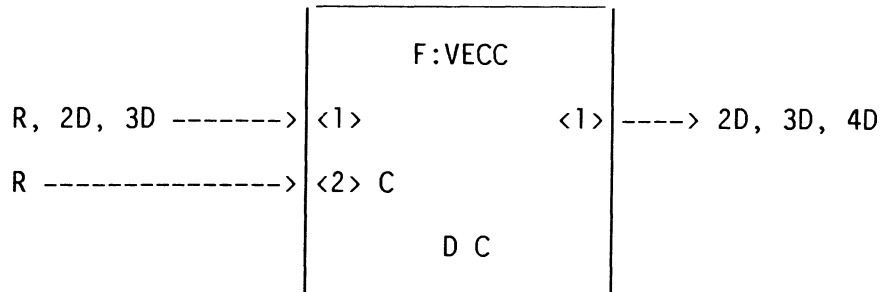 F:VECC
R, 2D, 3D -------> <1> <1> ----> 2D, 3D, 4D
R ---------------> <2> C
D C